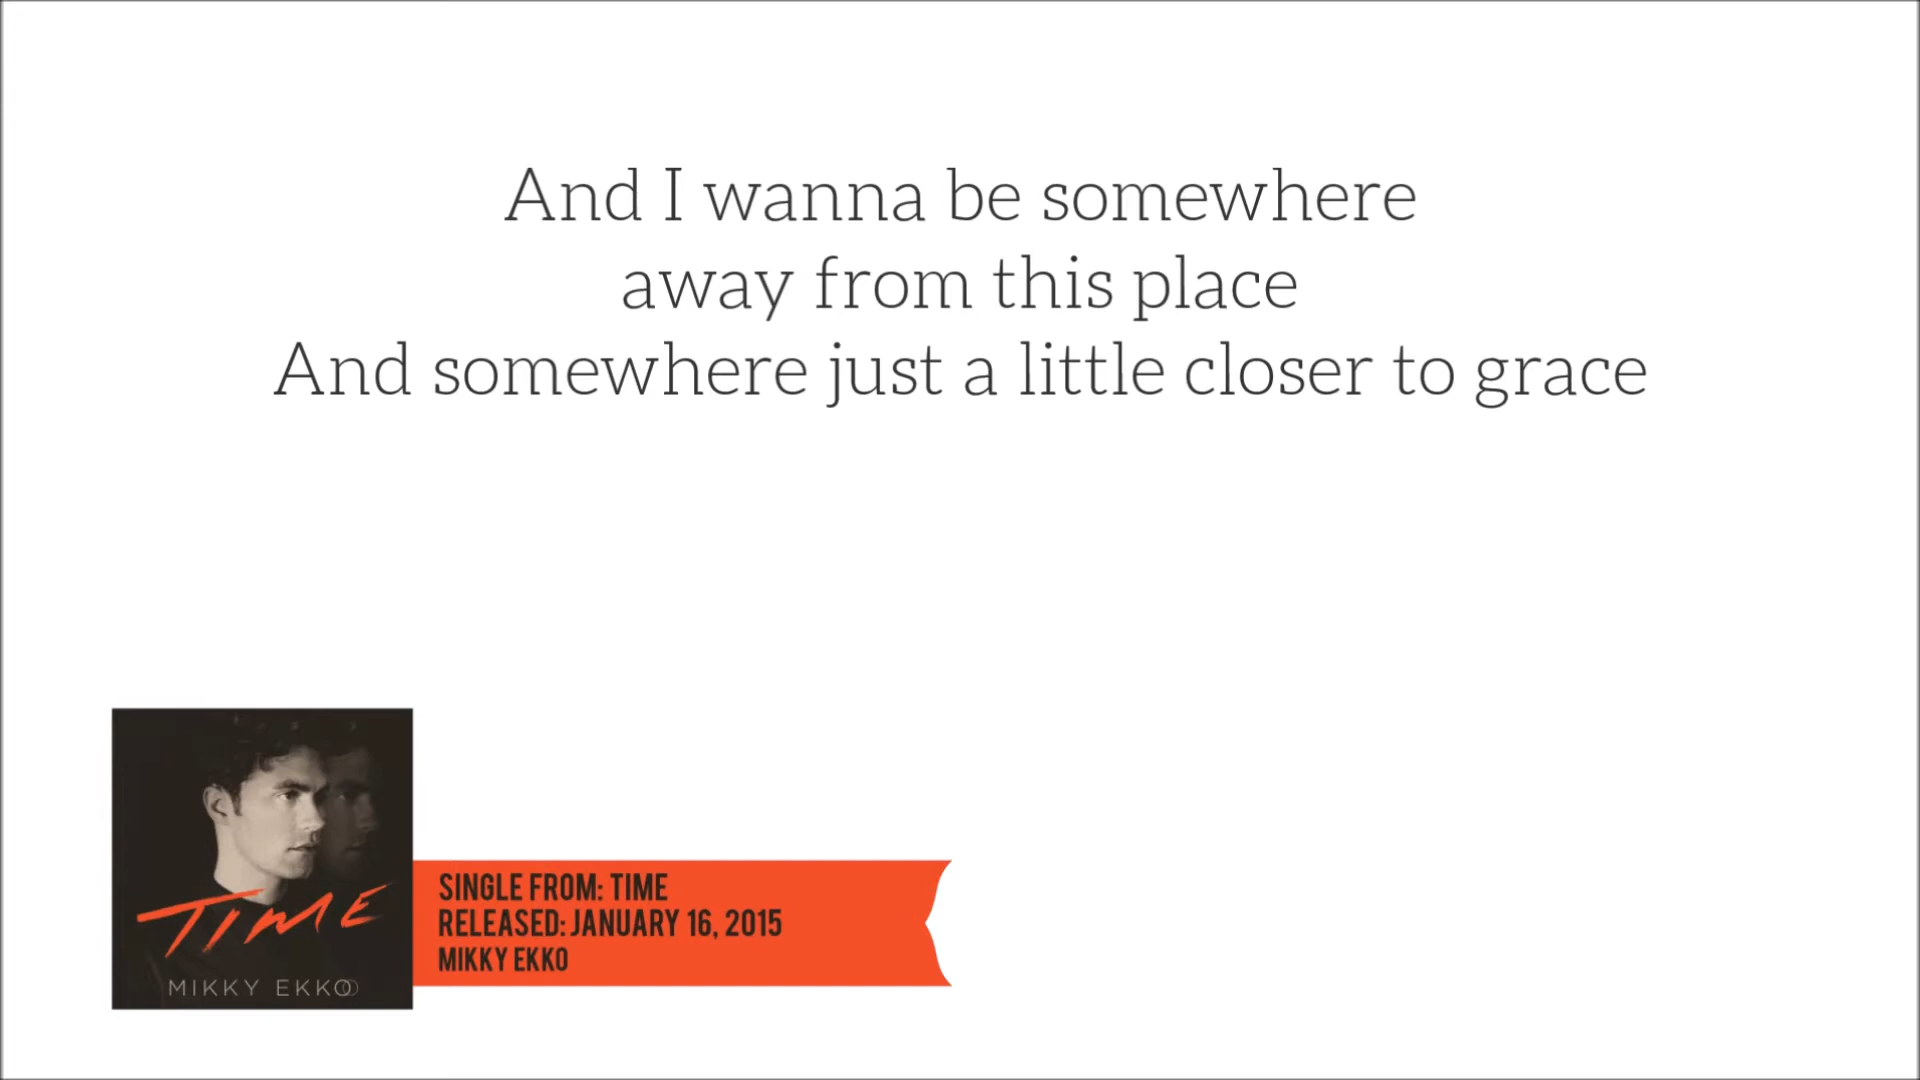 And I wanna be somewhere
away from this place
And somewhere just a little closer to grace
TIME
MIKKY EKKO
SINGLE FROM: TIME
RELEASED: JANUARY 16, 2015
MIKKY EKKO